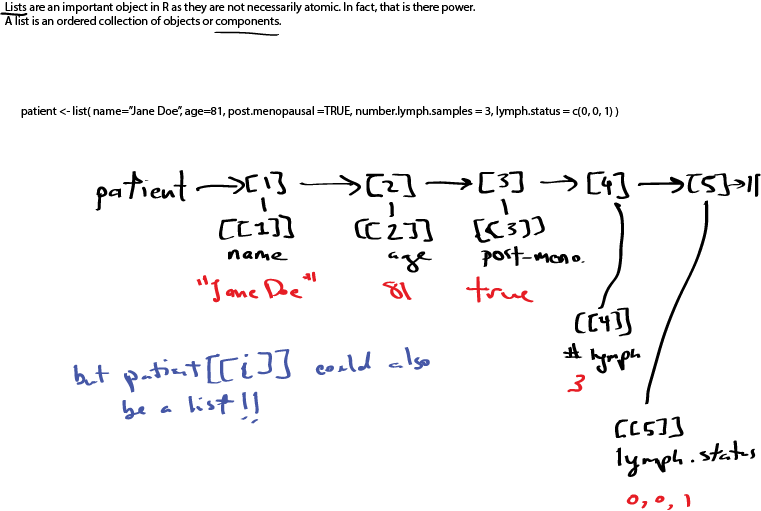 Lists are an important object in R as they are not necessarily atomic. In fact, that is there power.
A list is an ordered collection of objects or components.
patient <- list( name="Jane Doe", age=81, post.menopausal =TRUE, number.lymph.samples = 3, lymph.status = c(0, 0, 1) )
patient → [1] → [2] → [3] → [4] → [5] → ||
[[1]] [[2]] [[3]]
name age post-meno.
"Jane Doe" 81 true
[[4]]
# lymph
3
but patient[[i]] could also
be a list!!
[[5]]
lymph.status
0, 0, 1